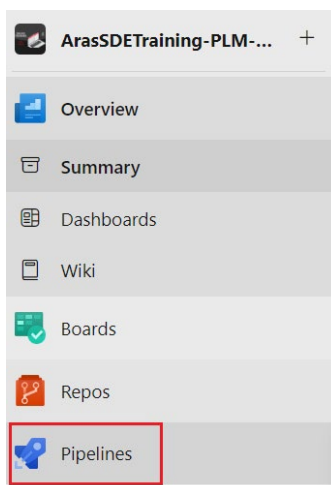 ArasSDETraining-PLM-... +
Overview
Summary
Dashboards
Wiki
Boards
Repos
Pipelines